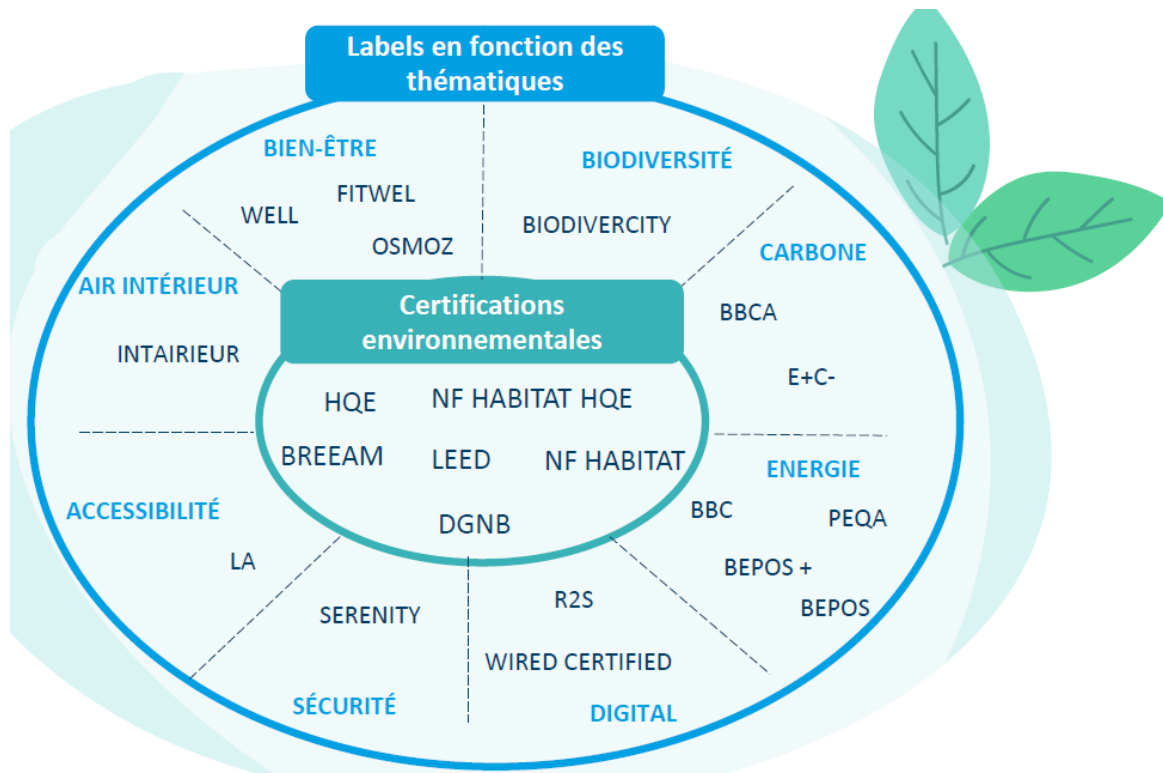 Labels en fonction des
thématiques
BIEN-ÊTRE
FITWEL
WELL
OSMOZ
BIODIVERSITÉ
BIODIVERCITY
CARBONE
BBCA
E+C-
AIR INTÉRIEUR
INTAIRIEUR
Certifications
environnementales
HQE
NF HABITAT HQE
BREEAM
LEED
NF HABITAT
DGNB
ENERGIE
BBC
PEQA
BEPOS +
BEPOS
ACCESSIBILITÉ
LA
SERENITY
SÉCURITÉ
R2S
WIRED CERTIFIED
DIGITAL